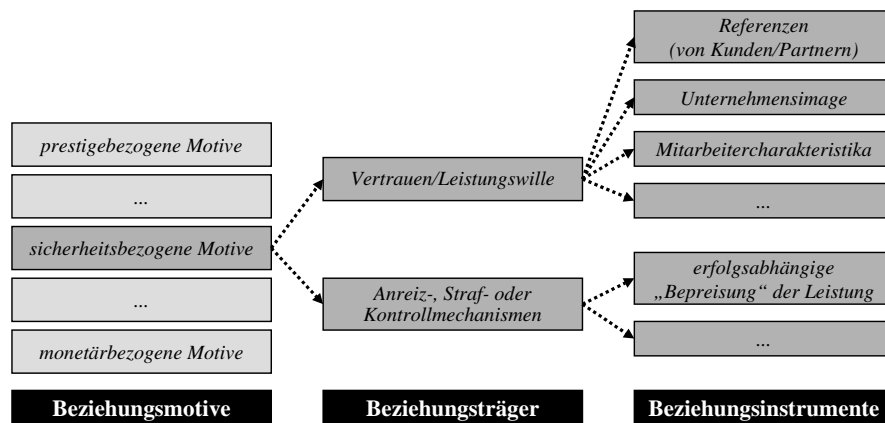 prestigebezogene Motive
...
sicherheitsbezogene Motive
...
monetärbezogene Motive
Beziehungsmotive
Vertrauen/Leistungswille
Anreiz-, Straf- oder
Kontrollmechanismen
Beziehungsträger
Referenzen
(von Kunden/Partnern)
Unternehmensimage
Mitarbeitercharakteristika
...
erfolgsabhängige
„Bepreisung“ der Leistung
...
Beziehungsinstrumente